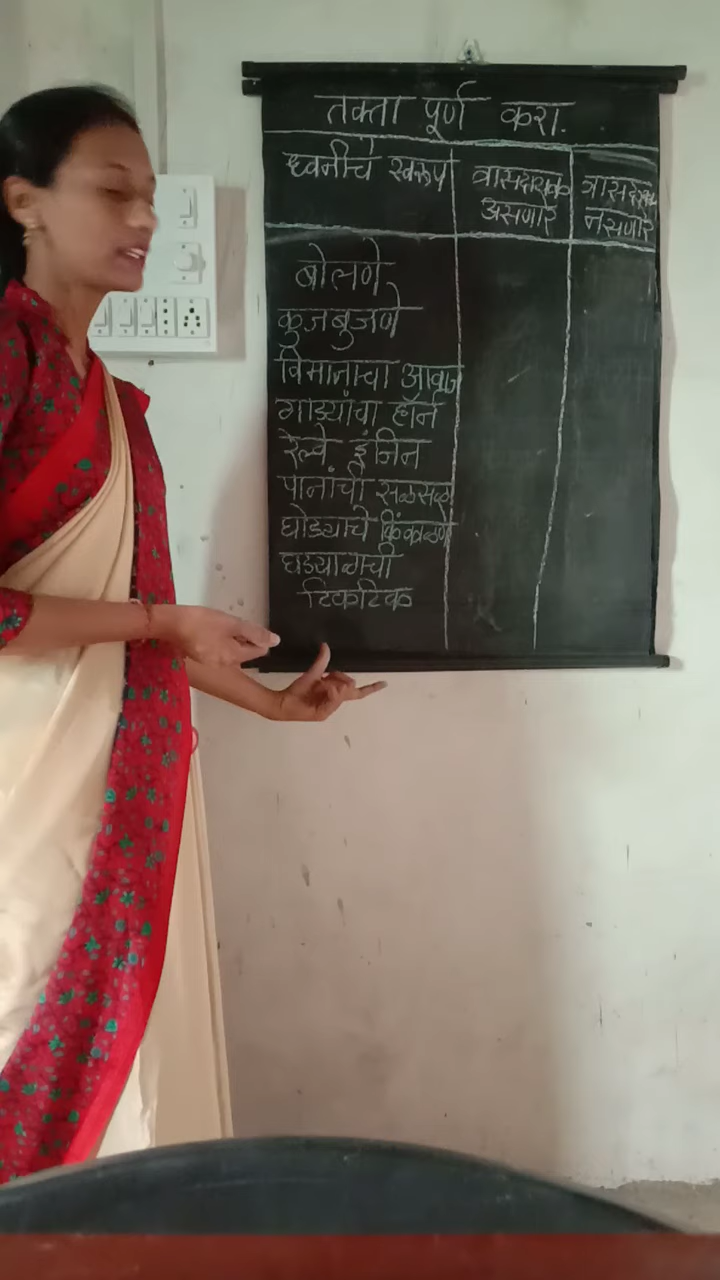 तक्ता पूर्ण करा.
ध्वनीचे स्वरूप
त्रासदायक असणारे
त्रासदायक नसणारे
बोलणे
कुजबुजणे
विमानाचा आवाज
गाड्यांचा हॉर्न
रेल्वे इंजिन
पानांची सळसळ
घोड्याचे खिंकाळणे
घड्याळाची
टिकटिक